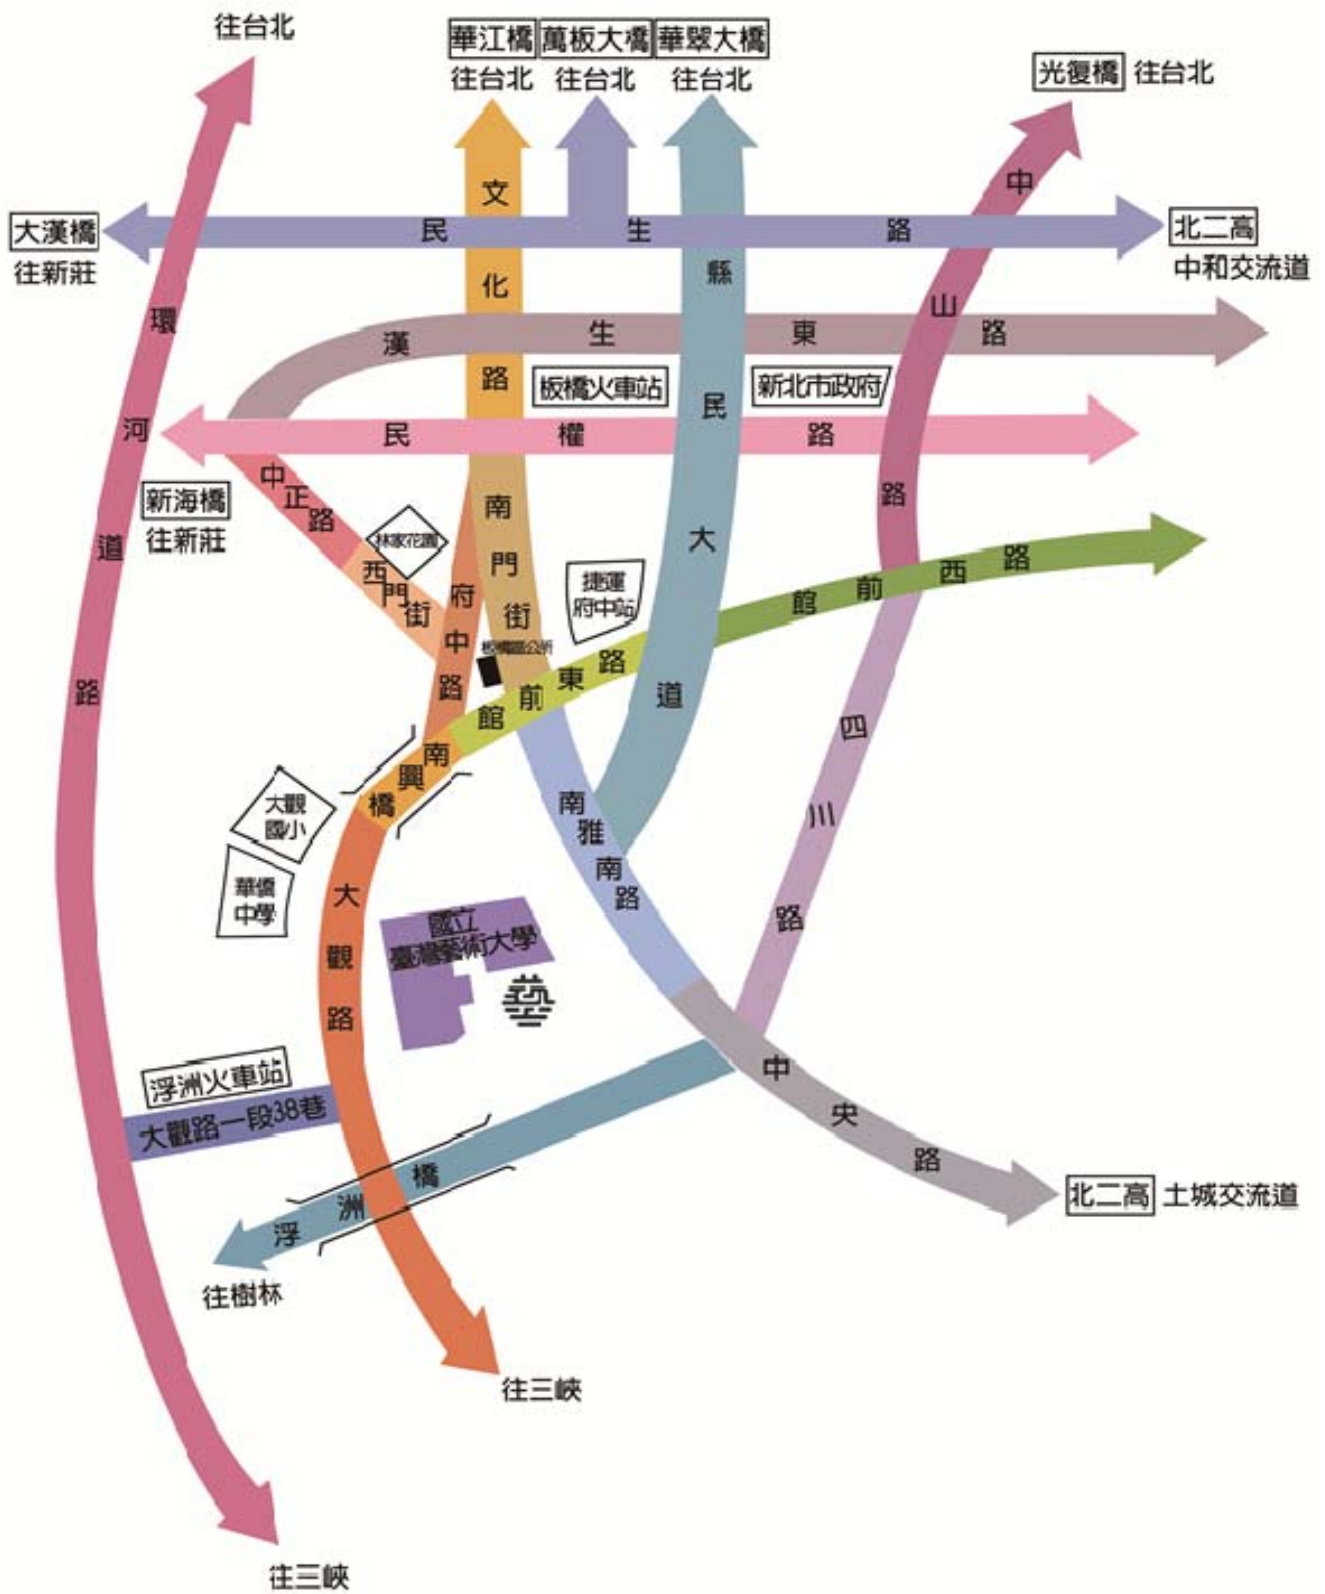 往台北
華江橋
萬板大橋
華翠大橋
往台北
往台北
往台北
光復橋
往台北
大漢橋
往新莊
民生路
北二高
中和交流道
文化路
縣民大道
中山路
環河道路
漢生東路
板橋火車站
新北市政府
民權路
新海橋
往新莊
中正路
林家花園
西門街
府中路
南門街
捷運
府中站
館前西路
板橋區公所
館前東路
南興橋
大觀
國小
華僑
中學
南雅南路
四川路
大觀路
國立
臺灣藝術大學
浮洲火車站
大觀路一段38巷
中央路
浮洲橋
往樹林
北二高
土城交流道
往三峽
往三峽